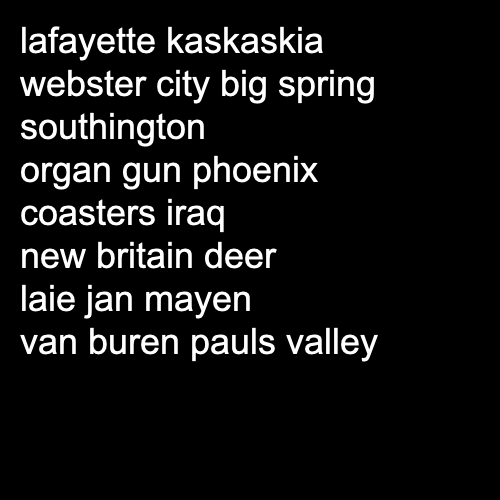 lafayette kaskaskia
webster city big spring
southington
organ gun phoenix
coasters iraq
new britain deer
laie jan mayen
van buren pauls valley